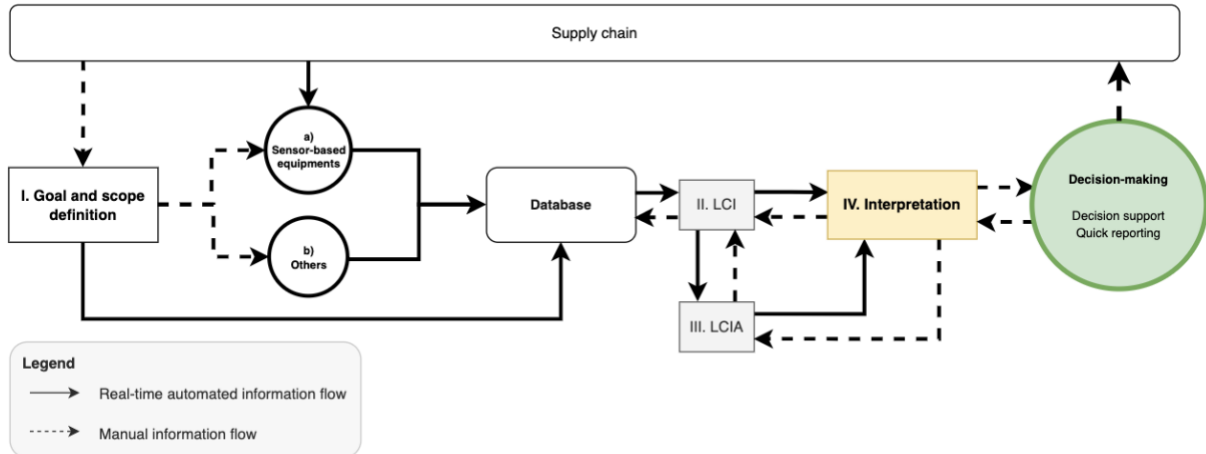 Supply chain
I. Goal and scope
definition
a)
Sensor-based
equipments
b)
Others
Database
II. LCI
III. LCIA
IV. Interpretation
Decision-making
Decision support
Quick reporting
Legend
Real-time automated information flow
Manual information flow